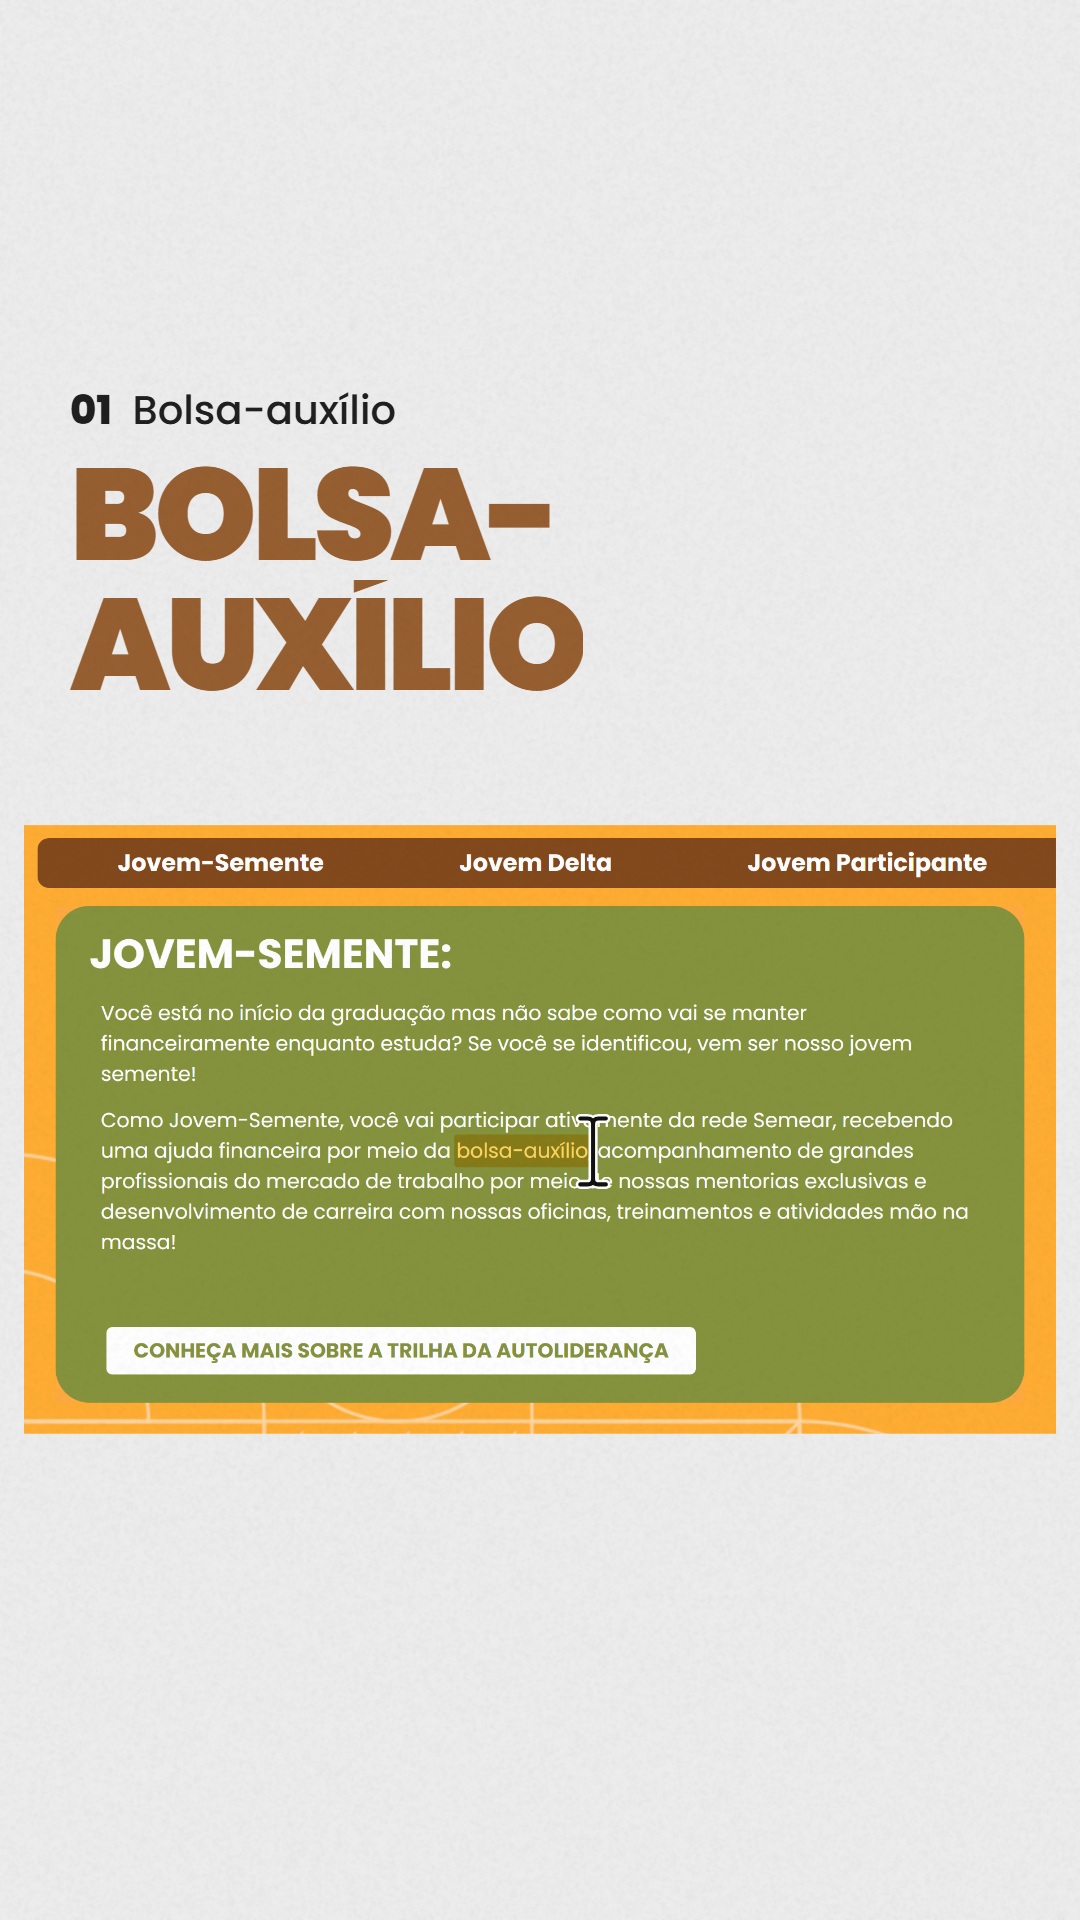 01 Bolsa-auxílio
BOLSA-
AUXÍLIO
Jovem-Semente Jovem Delta Jovem Participante
JOVEM-SEMENTE:
Você está no início da graduação mas não sabe como vai se manter
financeiramente enquanto estuda? Se você se identificou, vem ser nosso jovem
semente!
Como Jovem-Semente, você vai participar ativamente da rede Semear, recebendo
uma ajuda financeira por meio da bolsa-auxílio, acompanhamento de grandes
profissionais do mercado de trabalho por meio de nossas mentorias exclusivas e
desenvolvimento de carreira com nossas oficinas, treinamentos e atividades mão na
massa!
CONHEÇA MAIS SOBRE A TRILHA DA AUTOLIDERANÇA